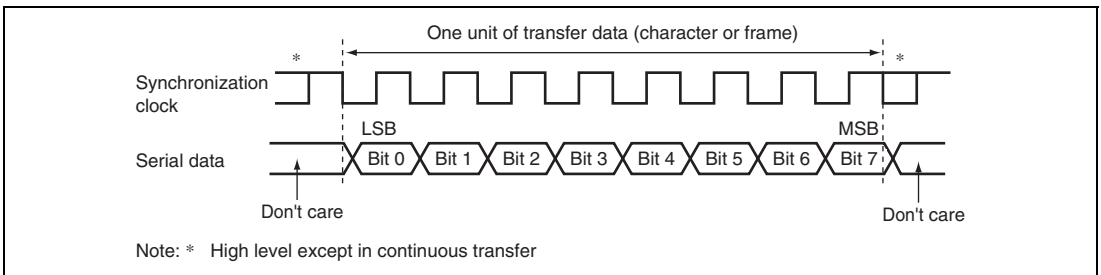 One unit of transfer data (character or frame)
*
*
Synchronization
clock
LSB
MSB
Serial data
Bit 0 Bit 1 Bit 2 Bit 3 Bit 4 Bit 5 Bit 6 Bit 7
Don't care
Don't care
Note: * High level except in continuous transfer